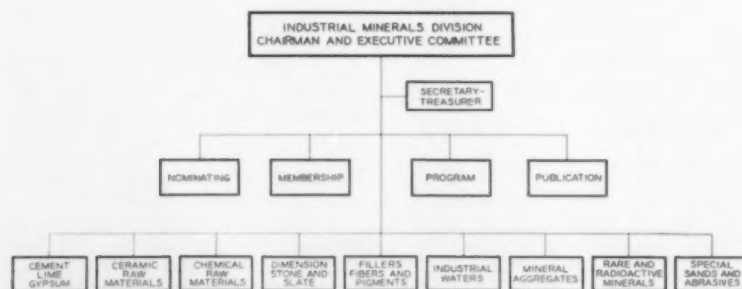 INDUSTRIAL MINERALS DIVISION
CHAIRMAN AND EXECUTIVE COMMITTEE
SECRETARY-
TREASURER
NOMINATING
MEMBERSHIP
PROGRAM
PUBLICATION
CEMENT
LIME
GYPSUM
CERAMIC
RAW
MATERIALS
CHEMICAL
RAW
MATERIALS
DIMENSION
STONE AND
SLATE
FILLERS
FIBERS AND
PIGMENTS
INDUSTRIAL
WATERS
MINERAL
AGGREGATES
RARE AND
RADIOACTIVE
MINERALS
SPECIAL
SANDS AND
ABRASIVES